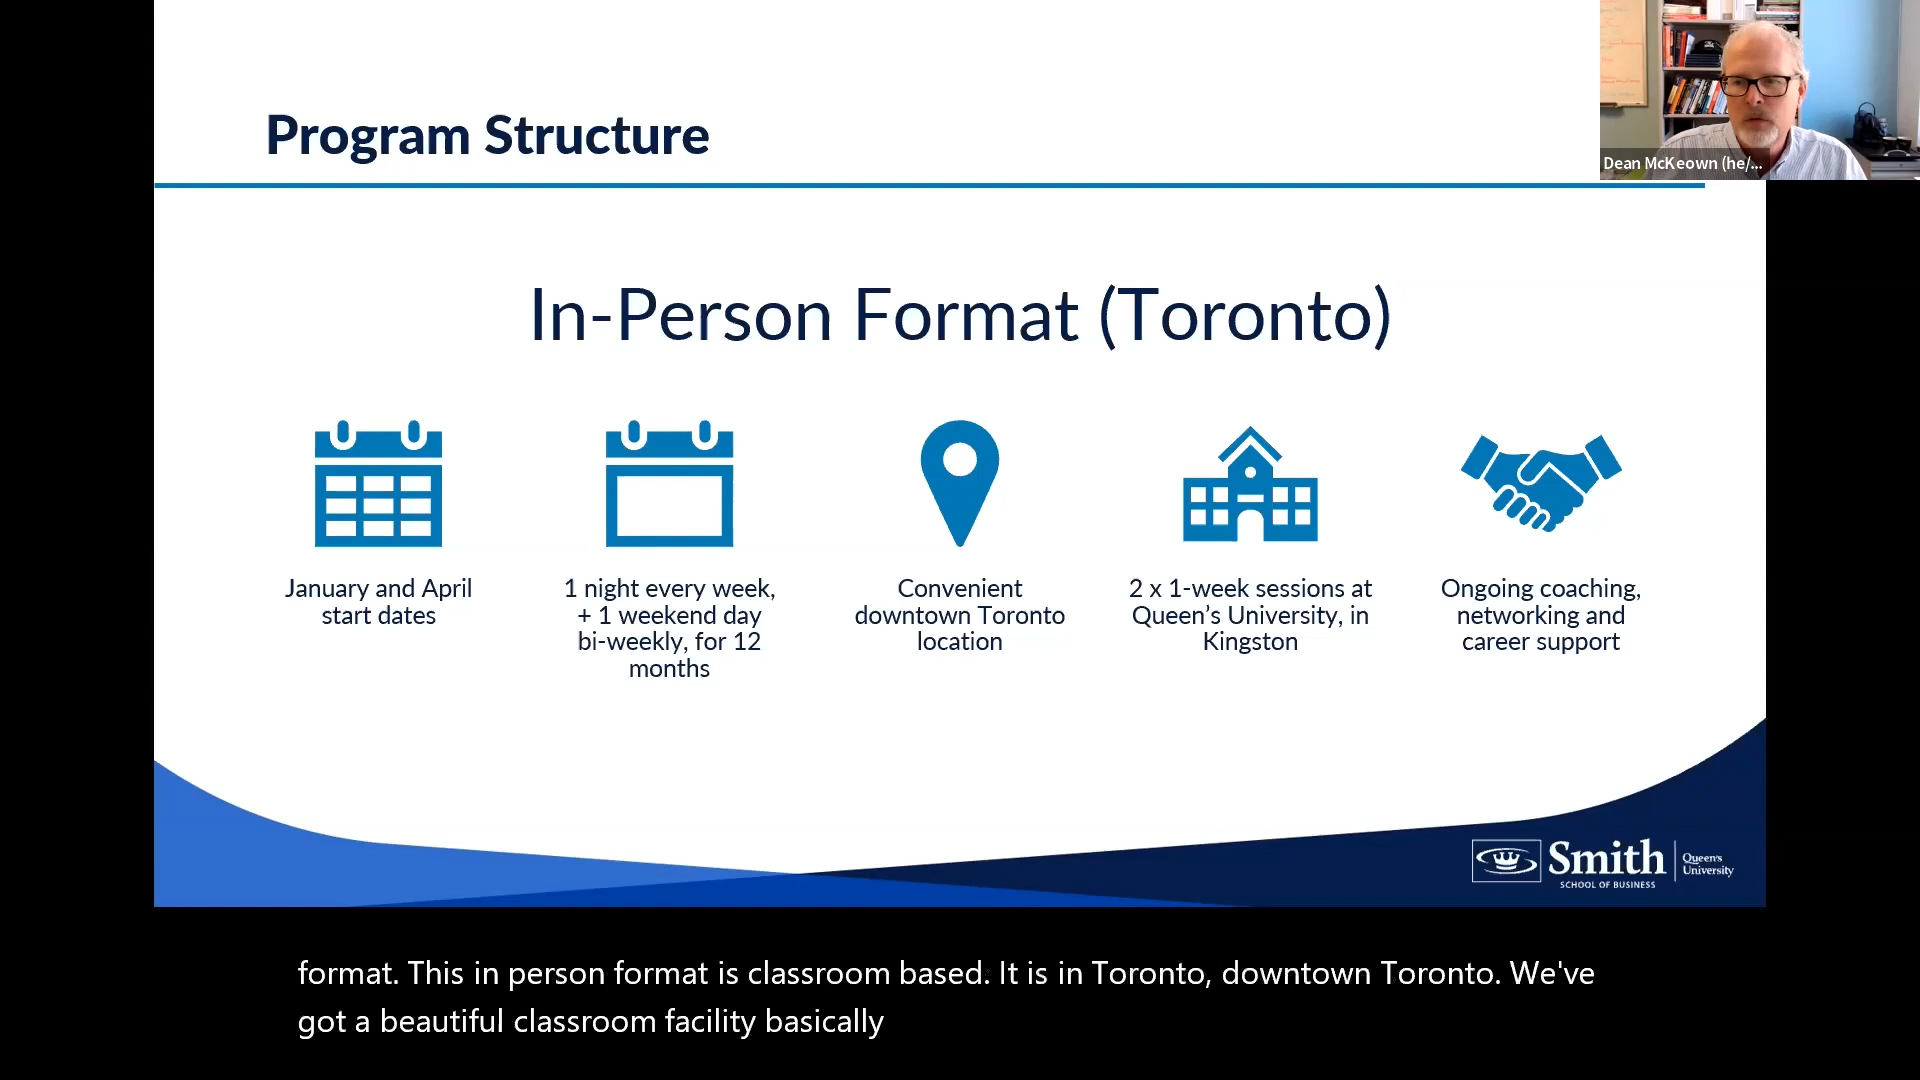 Program Structure
Dean McKeown (he/...
In-Person Format (Toronto)
January and April
start dates
1 night every week,
+ 1 weekend day
bi-weekly, for 12
months
Convenient
downtown Toronto
location
2 x 1-week sessions at
Queen’s University, in
Kingston
Ongoing coaching,
networking and
career support
Smith
SCHOOL OF BUSINESS
Queen's
University
format. This in person format is classroom based. It is in Toronto, downtown Toronto. We've
got a beautiful classroom facility basically